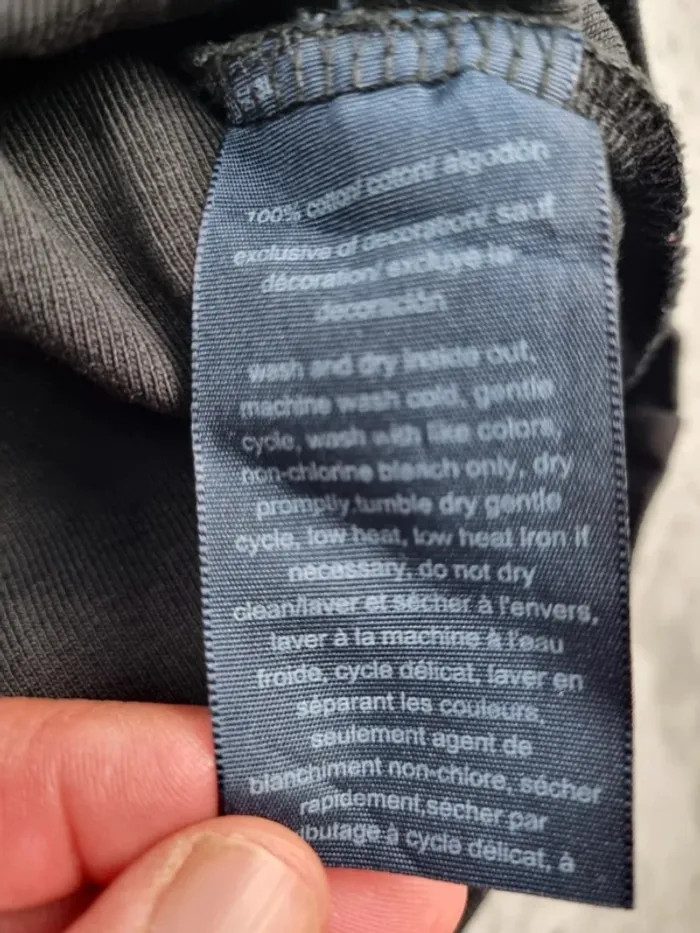 100% cotton/ coton/ algodón
exclusive of decoration/ sauf
décoration/ excluye la
decoración
wash and dry inside out,
machine wash cold, gentle
cycle, wash with like colors,
non-chlorine bleach only, dry
promptly,tumble dry gentle
cycle, low heat, low heat iron if
necessary, do not dry
clean/laver et sécher à l'envers,
laver à la machine à l'eau
froide, cycle délicat, laver en
séparant les couleurs,
seulement agent de
blanchiment non-chlore, sécher
rapidement,sécher par
cycle délicat, à